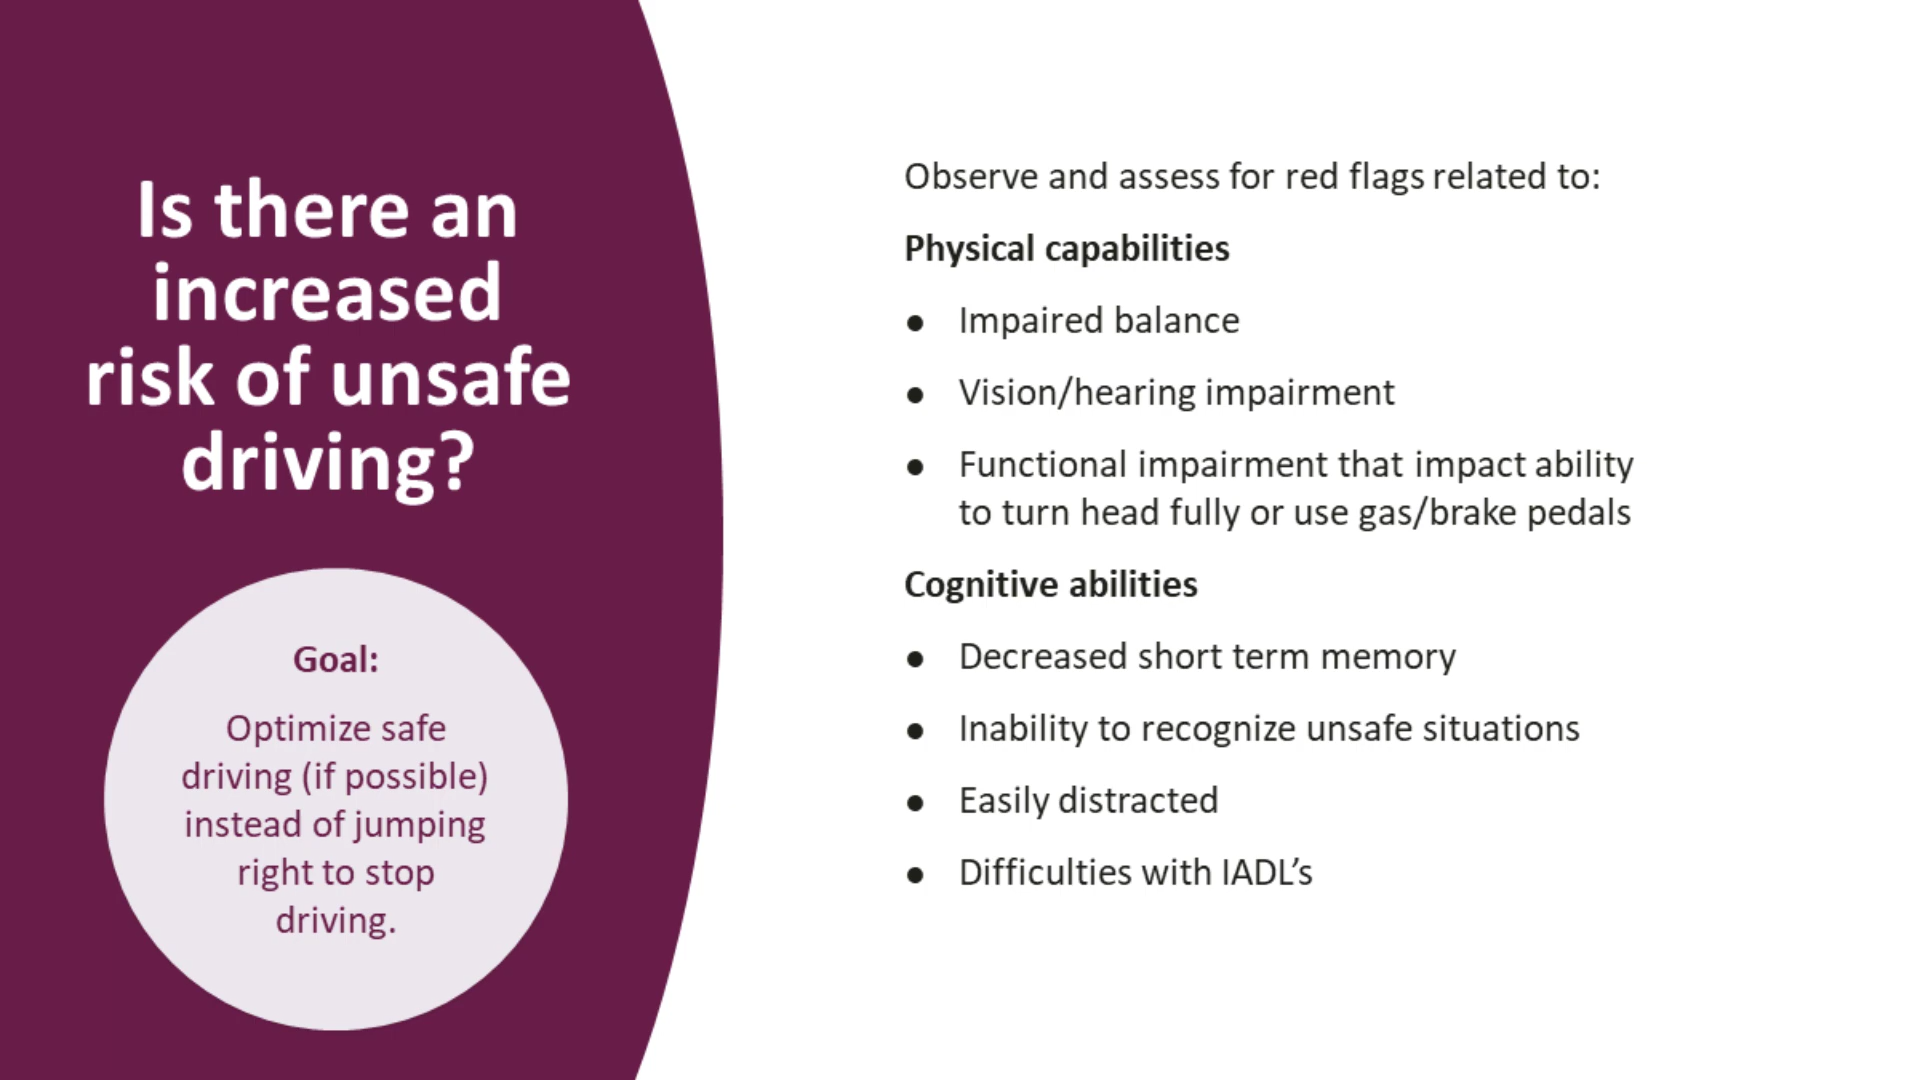 Is there an
increased
risk of unsafe
driving?
Goal:
Optimize safe
driving (if possible)
instead of jumping
right to stop
driving.
Observe and assess for red flags related to:
Physical capabilities
● Impaired balance
● Vision/hearing impairment
● Functional impairment that impact ability
to turn head fully or use gas/brake pedals
Cognitive abilities
● Decreased short term memory
● Inability to recognize unsafe situations
● Easily distracted
● Difficulties with IADL’s